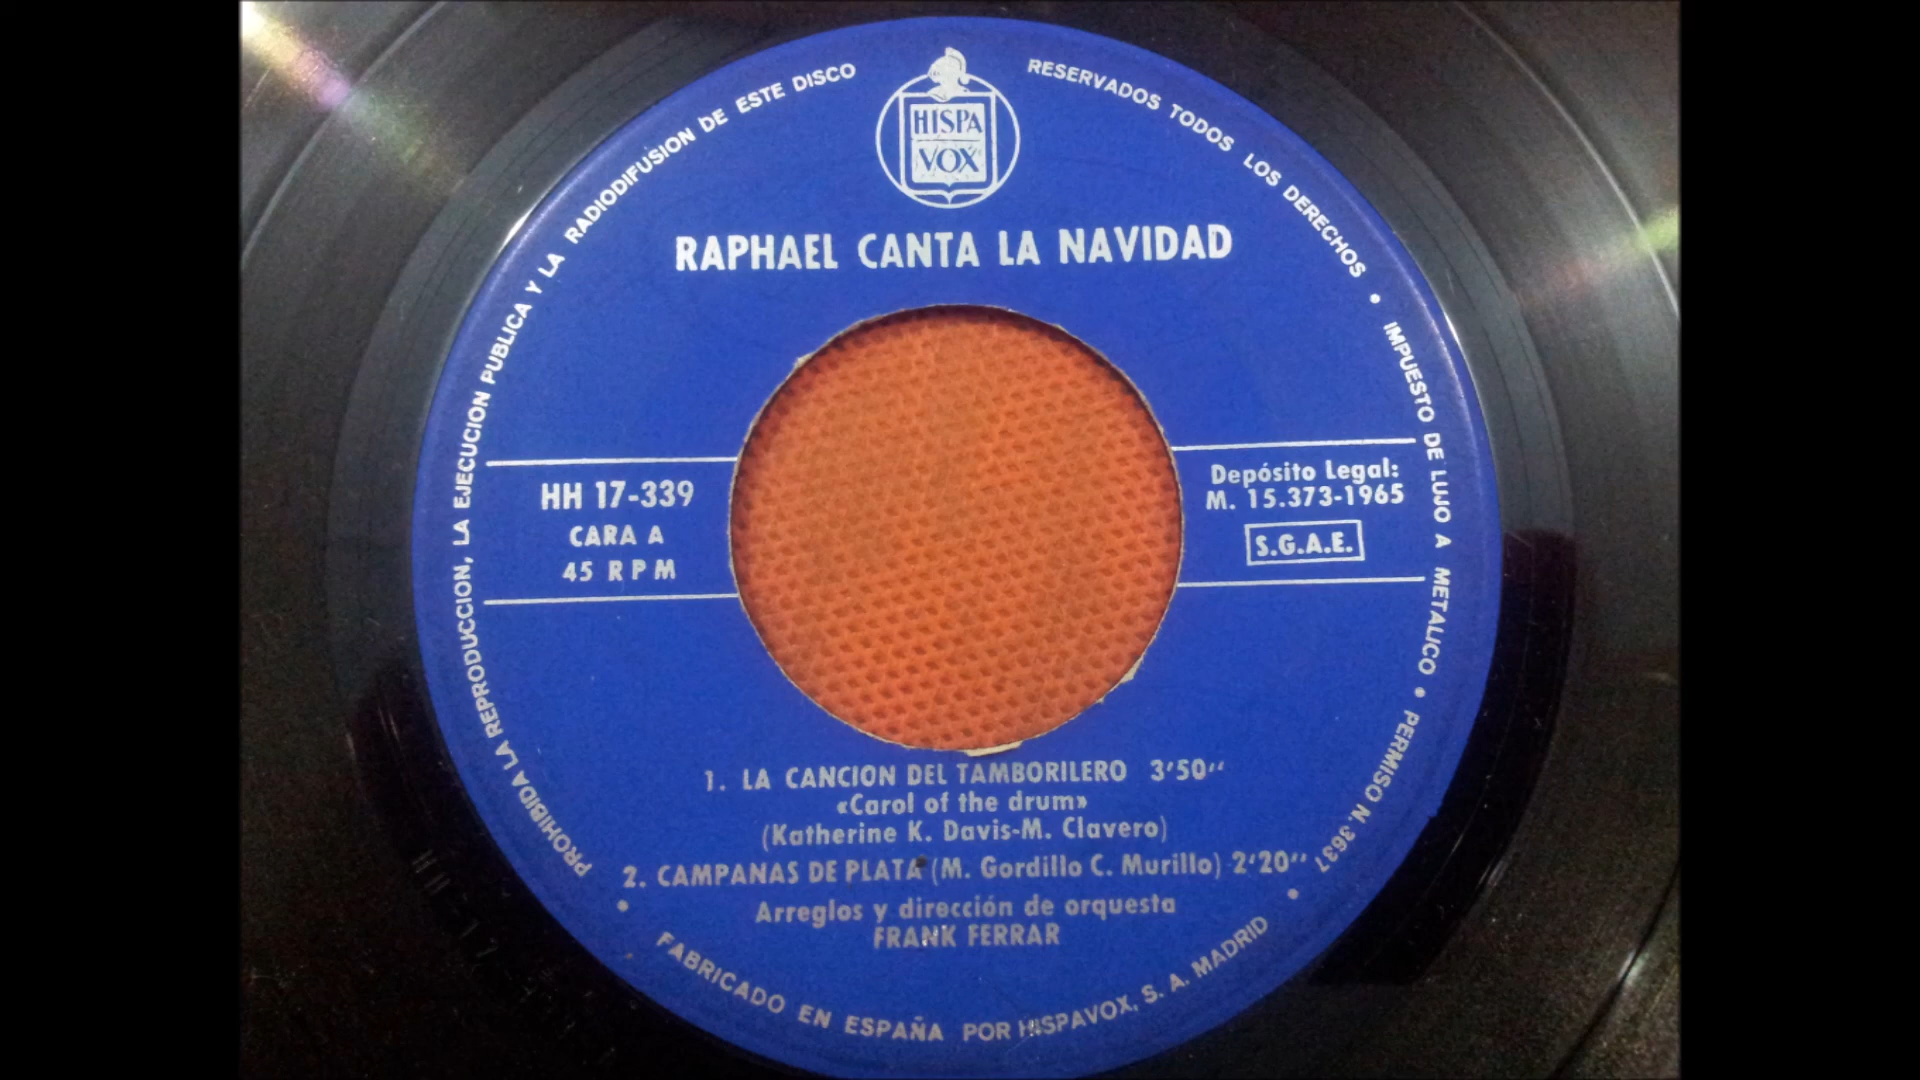 PROHIBIDA LA REPRODUCCION, LA EJECUCION PUBLICA Y LA RADIODIFUSION DE ESTE DISCO
RESERVADOS TODOS LOS DERECHOS • IMPUESTO DE LUJO A METALICO • PERMISO N. 3637
HISPA
VOX
RAPHAEL CANTA LA NAVIDAD
HH 17-339
CARA A
45 RPM
Depósito Legal:
M. 15.373-1965
S.G.A.E.
1. LA CANCION DEL TAMBORILERO 3'50"
«Carol of the drum»
(Katherine K. Davis-M. Clavero)
2. CAMPANAS DE PLATA (M. Gordillo C. Murillo) 2'20"
Arreglos y dirección de orquesta
FRANK FERRAR
• FABRICADO EN ESPAÑA POR HISPAVOX, S. A. MADRID •